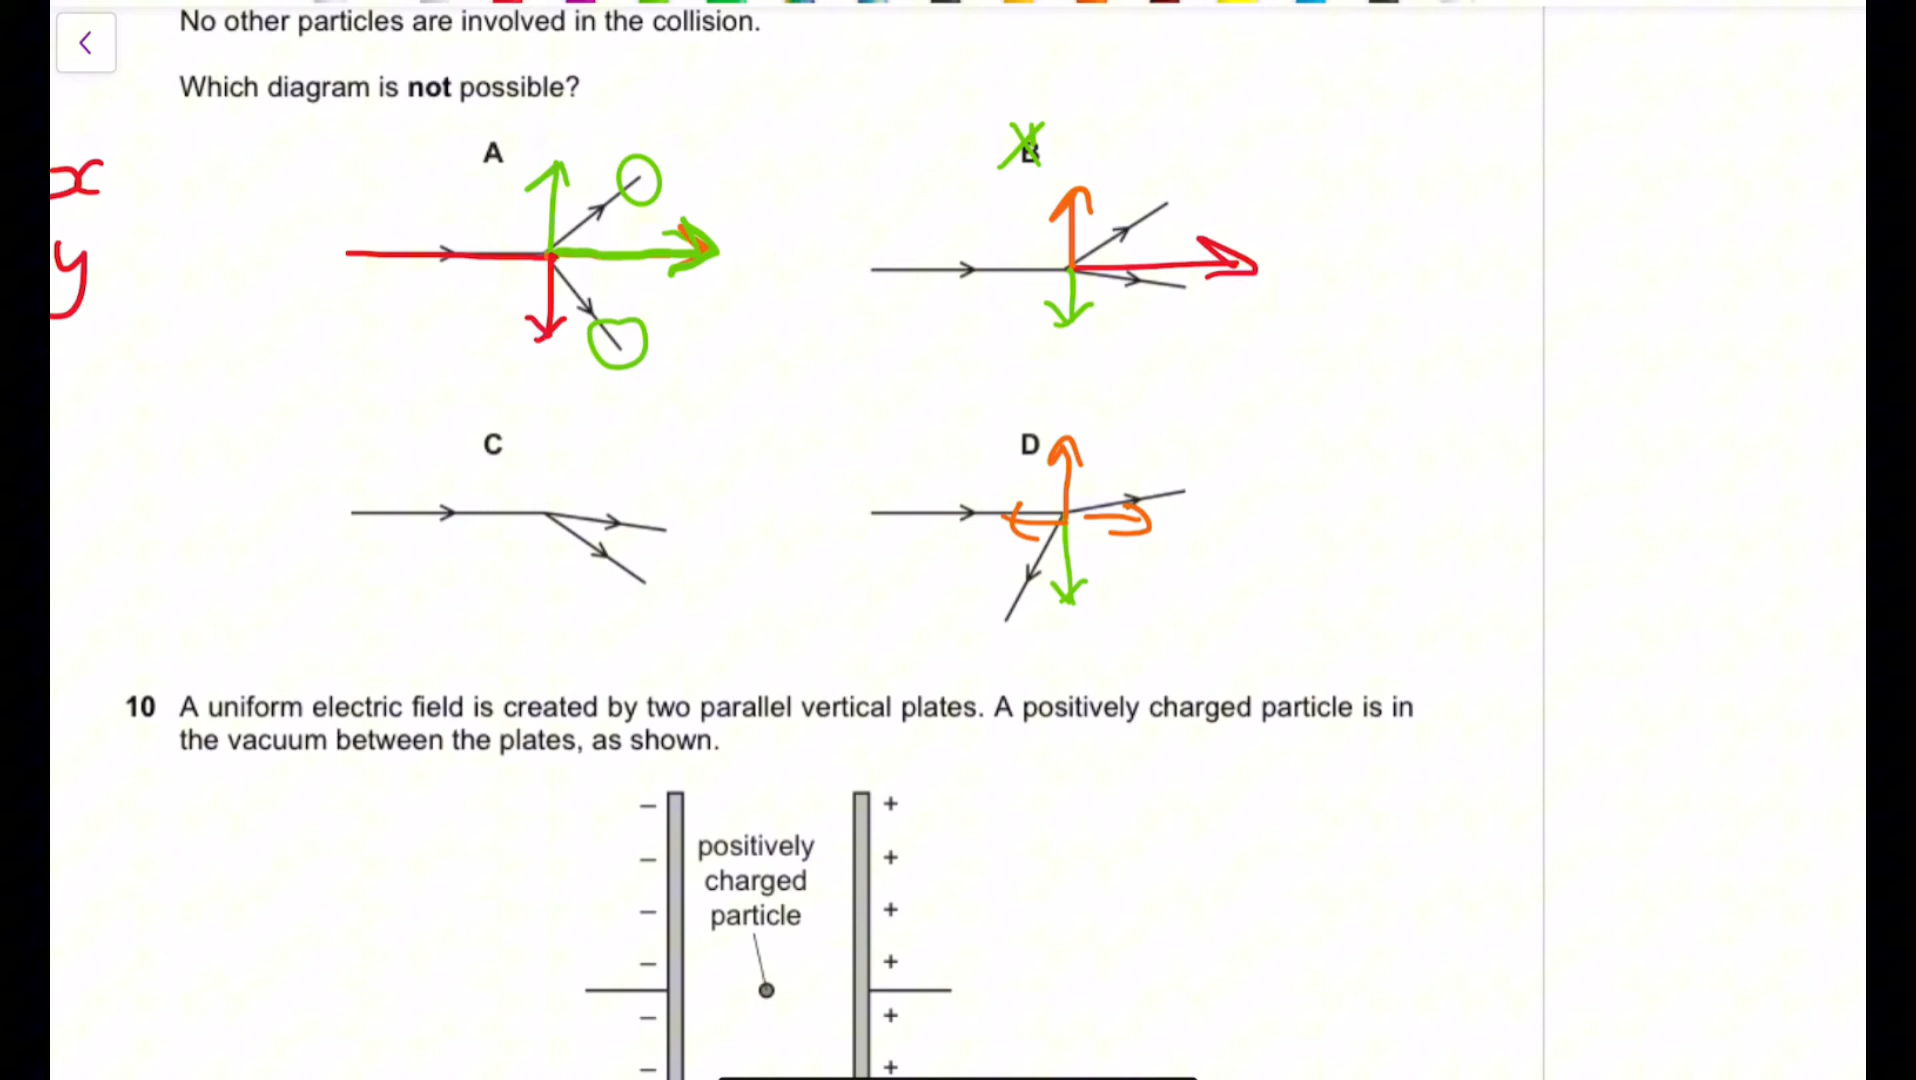 No other particles are involved in the collision.
Which diagram is not possible?
x
y
A
B
C
D
10 A uniform electric field is created by two parallel vertical plates. A positively charged particle is in
the vacuum between the plates, as shown.
– +
– positively +
charged
– particle +
– +
– +
– +